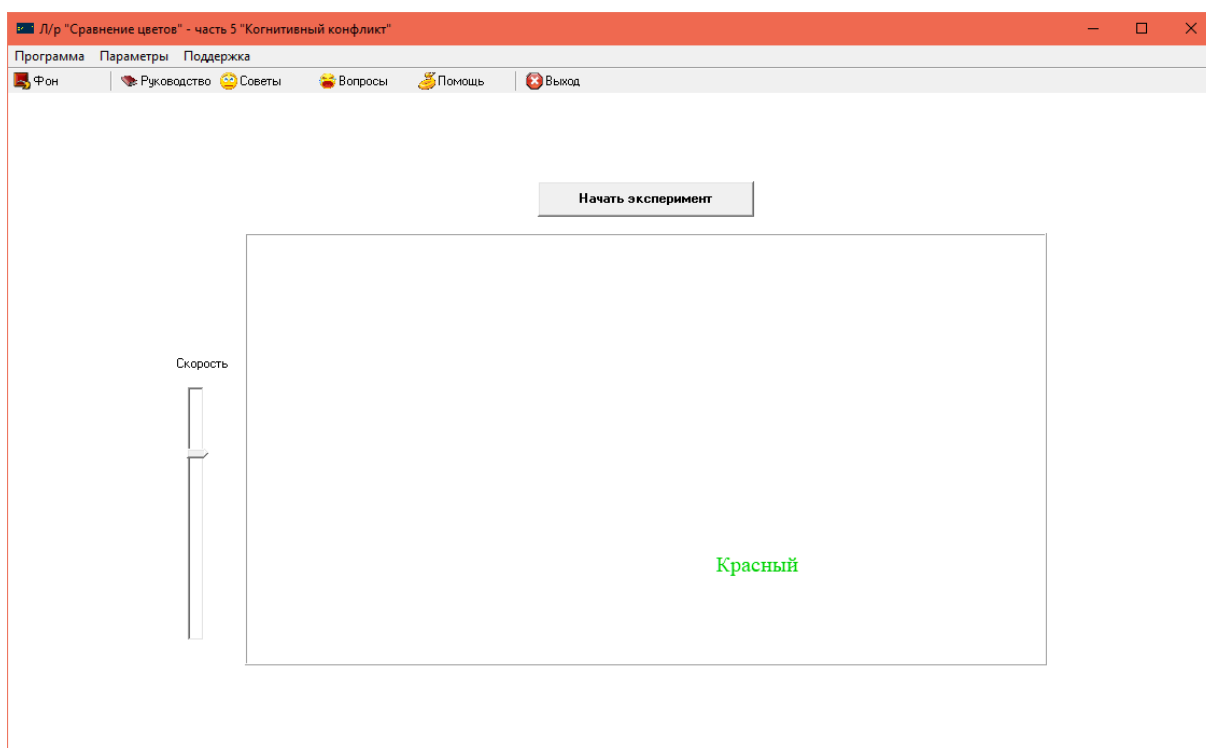 Л/р "Сравнение цветов" - часть 5 "Когнитивный конфликт"
Программа Параметры Поддержка
Фон Руководство Советы Вопросы Помощь Выход
Начать эксперимент
Скорость
Красный